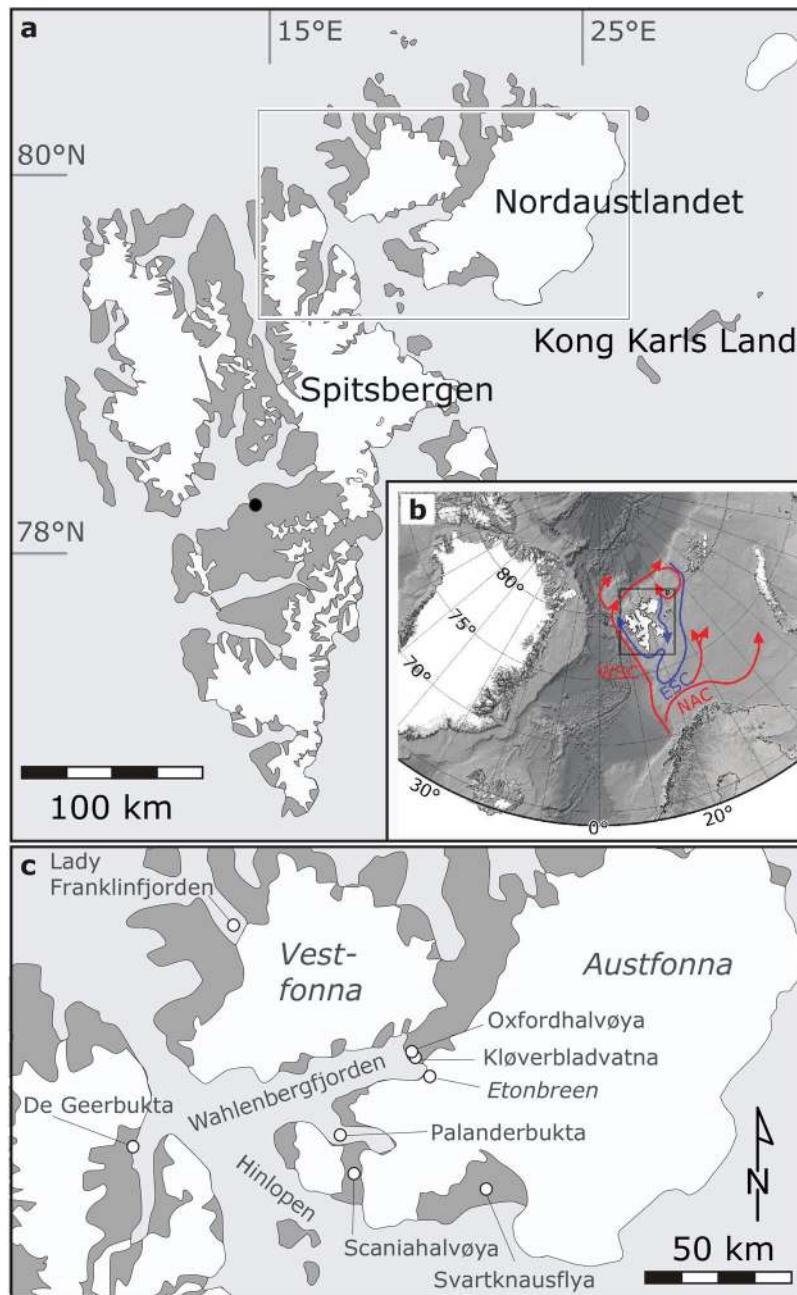 a
15°E
25°E
80°N
Nordaustlandet
Kong Karls Land
Spitsbergen
78°N
100 km
b
80°
75°
70°
WSC
ESC
NAC
30°
0°
20°
c
Lady
Franklinfjorden
Vest-
fonna
Austfonna
Oxfordhalvøya
Kløverbladvatna
Etonbreen
Wahlenbergfjorden
De Geerbukta
Palanderbukta
Hinlopen
N
Scaniahalvøya
Svartknausflya
50 km